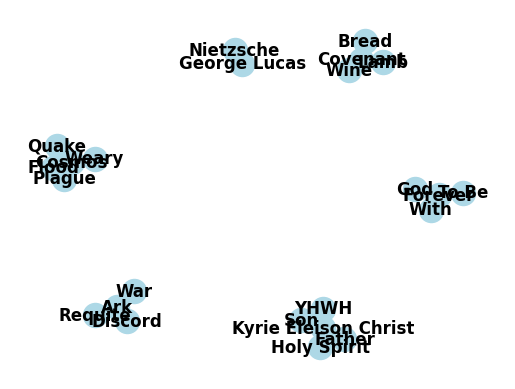 Nietzsche
George Lucas
Bread
Covenant
Lamb
Wine
Quake
Weary
Cosmos
Flood
Plague
God
To Be
Forever
With
War
Ark
Requite
Discord
YHWH
Son
Kyrie Eleison Christ
Father
Holy Spirit